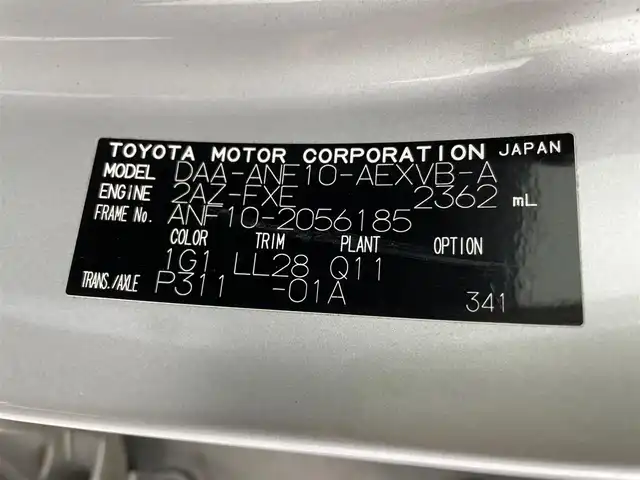 TOYOTA MOTOR CORPORATION JAPAN
MODEL DAA-ANF10-AEXVB-A
ENGINE 2AZ-FXE 2362 mL
FRAME No. ANF10-2056185
COLOR TRIM PLANT OPTION
1G1 LL28 Q11
TRANS./AXLE P311 -01A 341